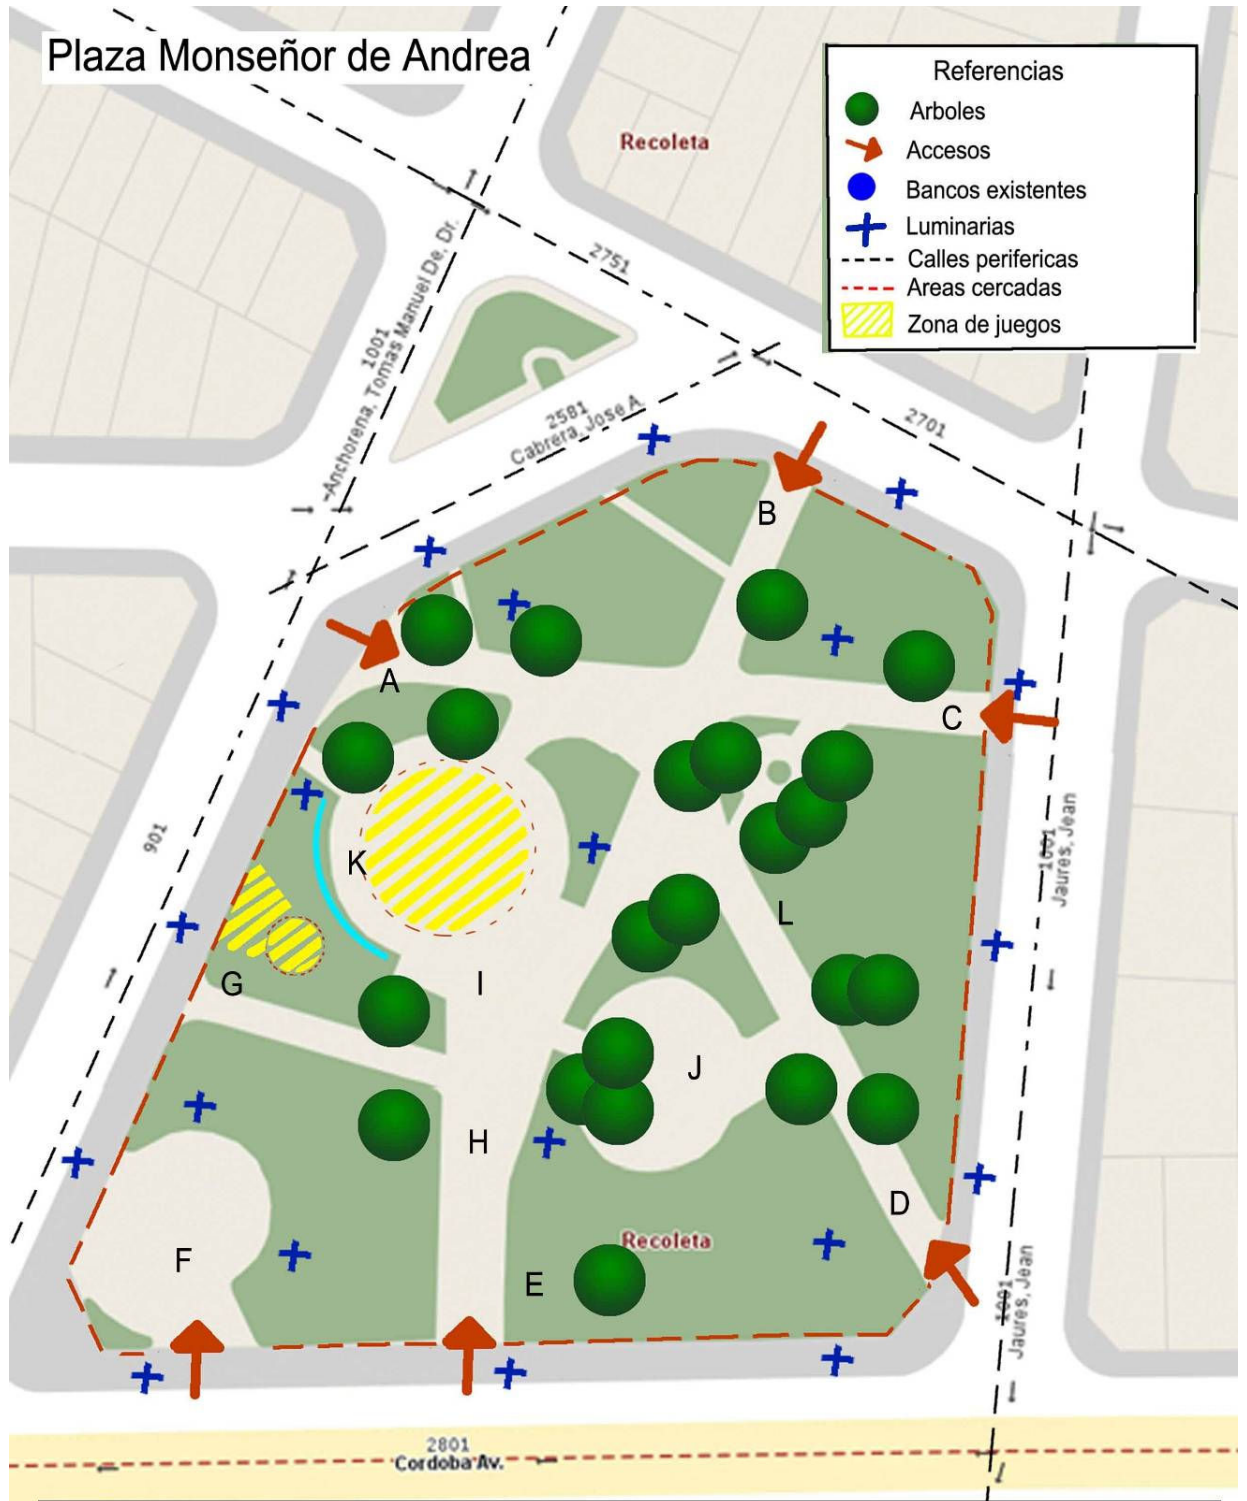 Plaza Monseñor de Andrea
Referencias
Arboles
Accesos
Bancos existentes
Luminarias
Calles perifericas
Areas cercadas
Zona de juegos
Recoleta
2751
1001
Anchorena, Tomas Manuel De, Dr.
2581
Cabrera, Jose A.
2701
B
A
C
901
1001
Jaures, Jean
K
L
G
I
J
H
D
Recoleta
F
E
1001
Jaures, Jean
2801
Cordoba Av.